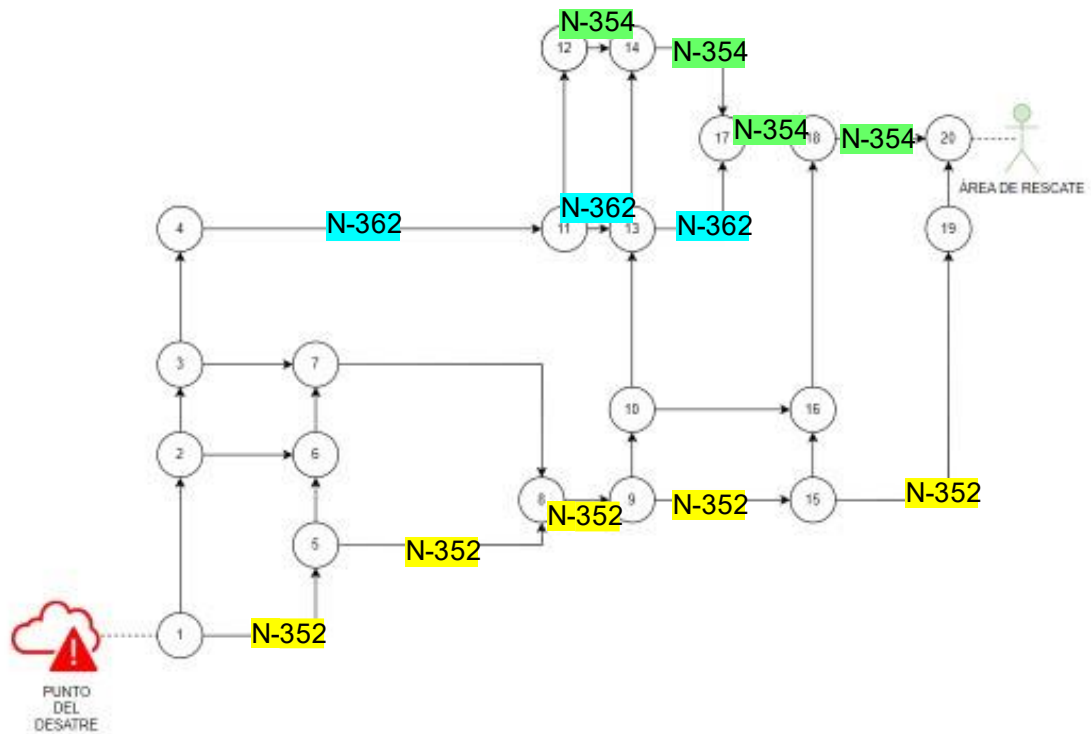 N-354
12
14
N-354
17
N-354
18
N-354
20
ÁREA DE RESCATE
4
N-362
11
N-362
13
N-362
19
3
7
10
16
2
6
8
N-352
9
N-352
15
N-352
5
N-352
1
N-352
PUNTO
DEL
DESATRE